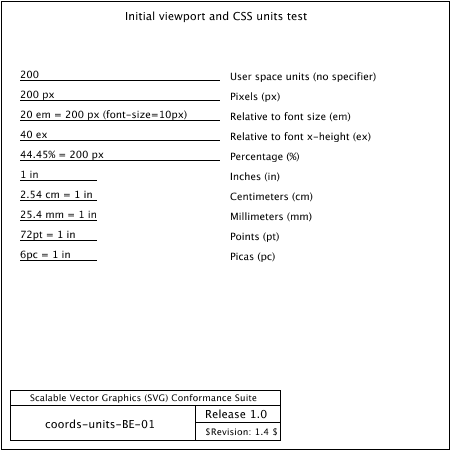 Initial viewport and CSS units test
200 User space units (no specifier)
200 px Pixels (px)
20 em = 200 px (font-size=10px) Relative to font size (em)
40 ex Relative to font x-height (ex)
44.45% = 200 px Percentage (%)
1 in Inches (in)
2.54 cm = 1 in Centimeters (cm)
25.4 mm = 1 in Millimeters (mm)
72pt = 1 in Points (pt)
6pc = 1 in Picas (pc)
Scalable Vector Graphics (SVG) Conformance Suite
coords-units-BE-01
Release 1.0
$Revision: 1.4 $